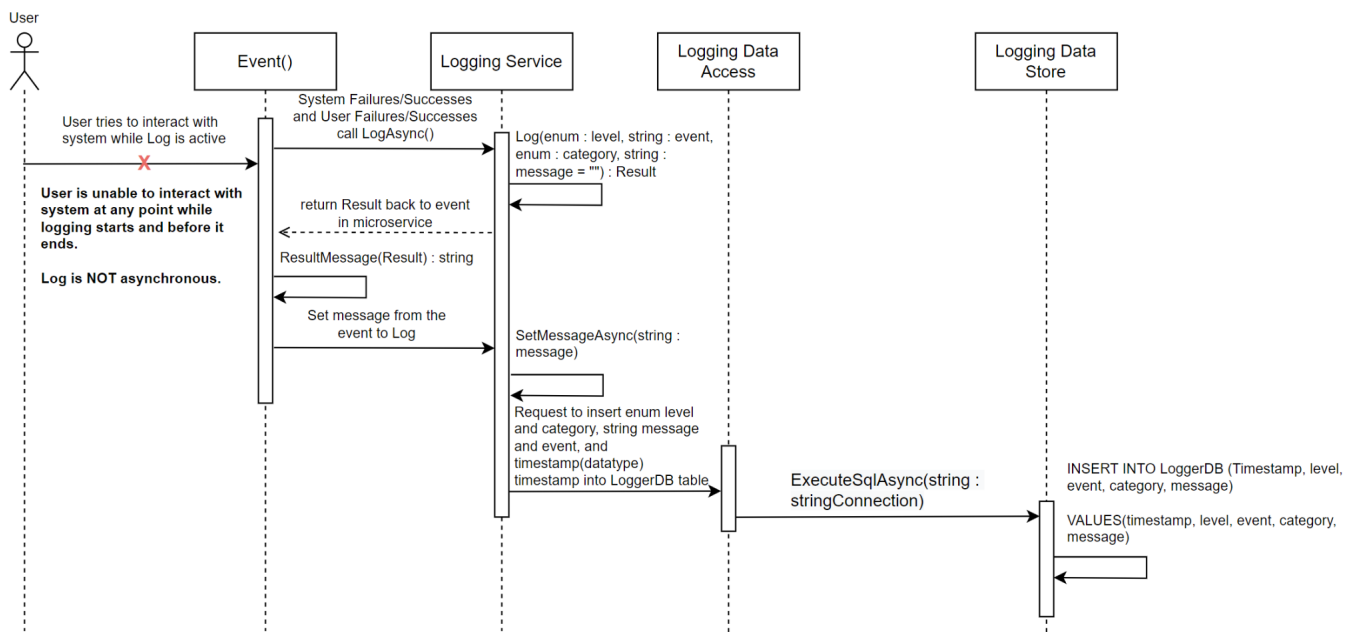 User
Event()
Logging Service
Logging Data
Access
Logging Data
Store
User tries to interact with
system while Log is active
X
User is unable to interact with
system at any point while
logging starts and before it
ends.
Log is NOT asynchronous.
System Failures/Successes
and User Failures/Successes
call LogAsync()
Log(enum : level, string : event,
enum : category, string :
message = "") : Result
return Result back to event
in microservice
ResultMessage(Result) : string
Set message from the
event to Log
SetMessageAsync(string :
message)
Request to insert enum level
and category, string message
and event, and
timestamp(datatype)
timestamp into LoggerDB table
ExecuteSqlAsync(string :
stringConnection)
INSERT INTO LoggerDB (Timestamp, level,
event, category, message)
VALUES(timestamp, level, event, category,
message)